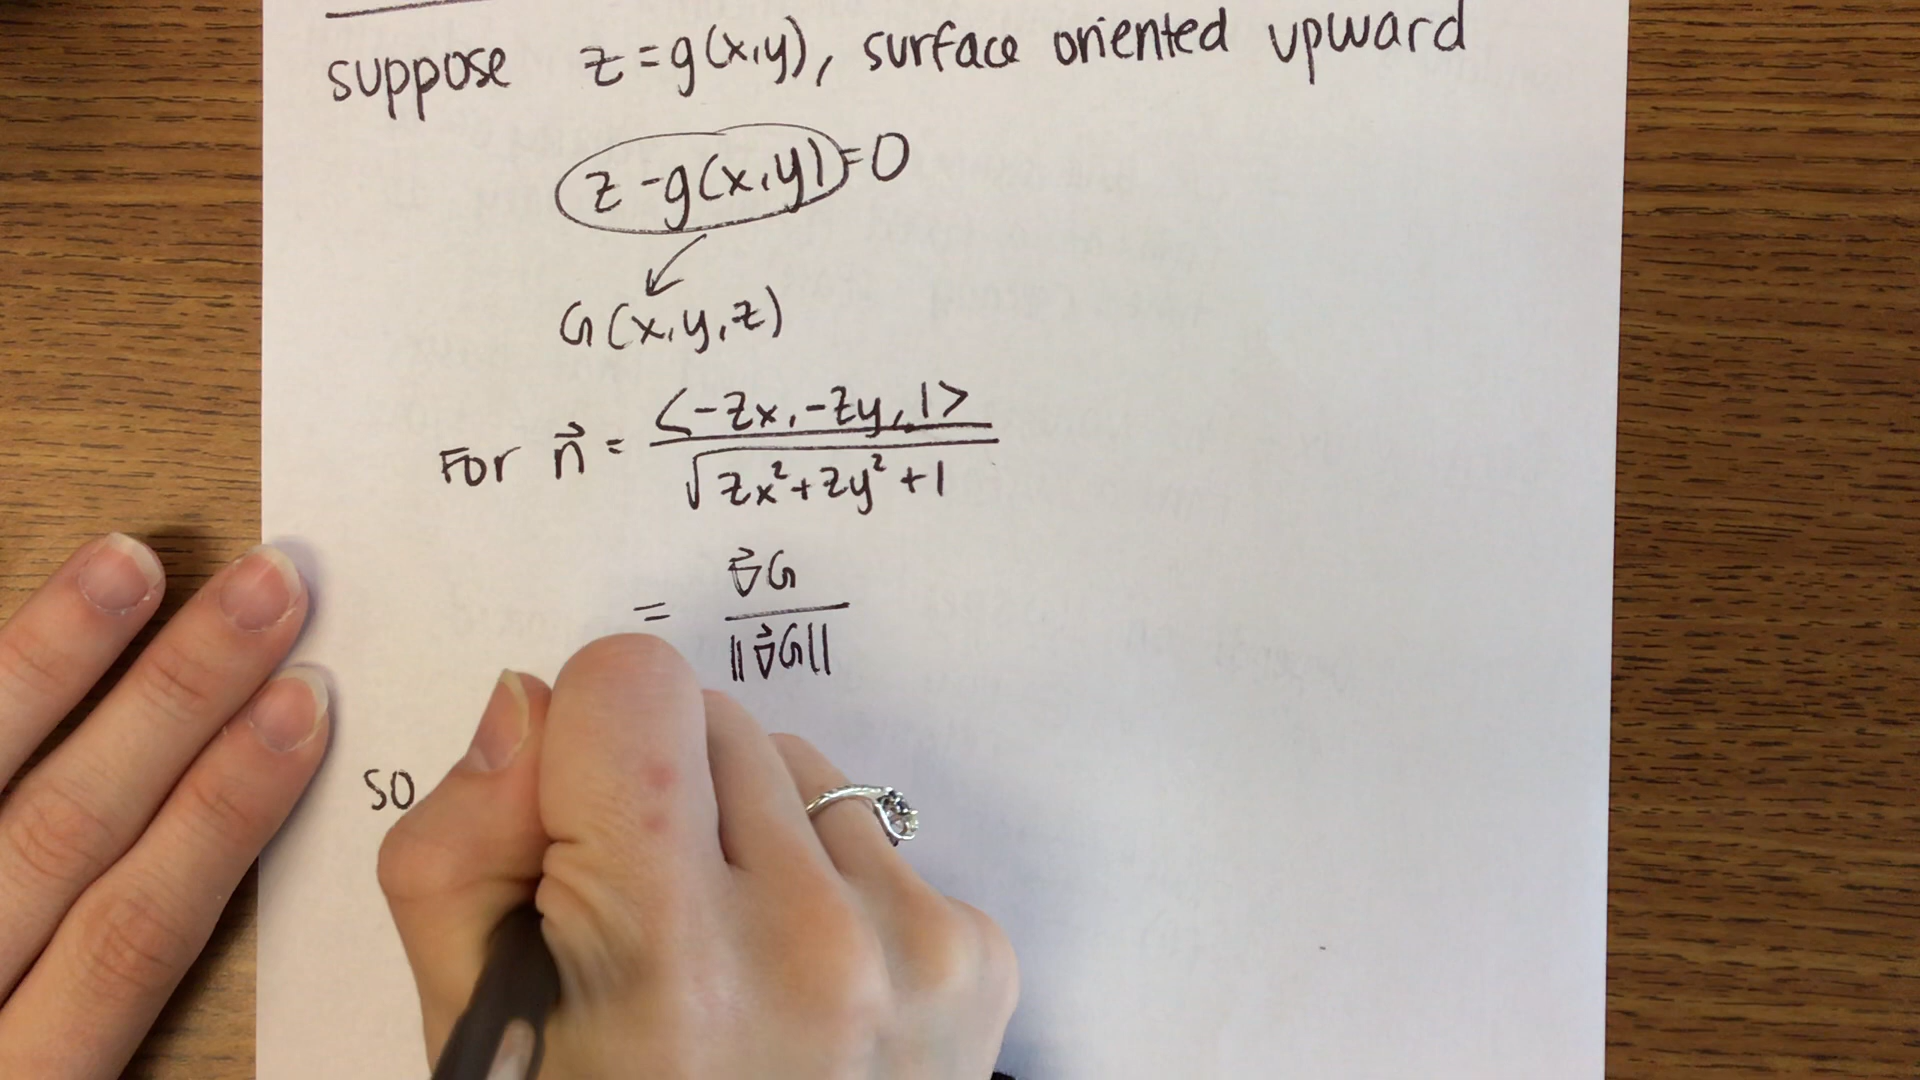 suppose z = g(x,y), surface oriented upward
z - g(x,y) = 0
G(x,y,z)
For n⃗ = <-zx, -zy, 1> / √zx² + zy² + 1
= ∇⃗G / ||∇⃗G||
so